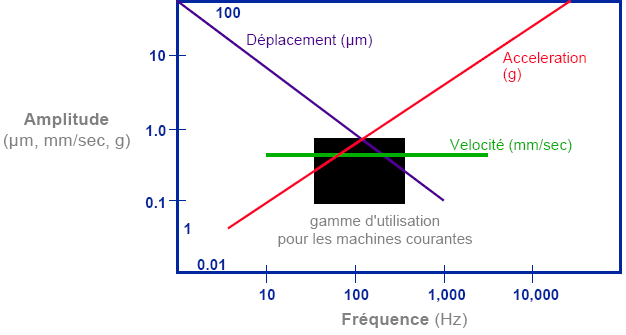 100
Déplacement (µm)
10
Acceleration
(g)
Amplitude
(µm, mm/sec, g)
1.0
Velocité (mm/sec)
0.1
gamme d'utilisation
pour les machines courantes
1
0.01
10
100
1,000
10,000
Fréquence (Hz)